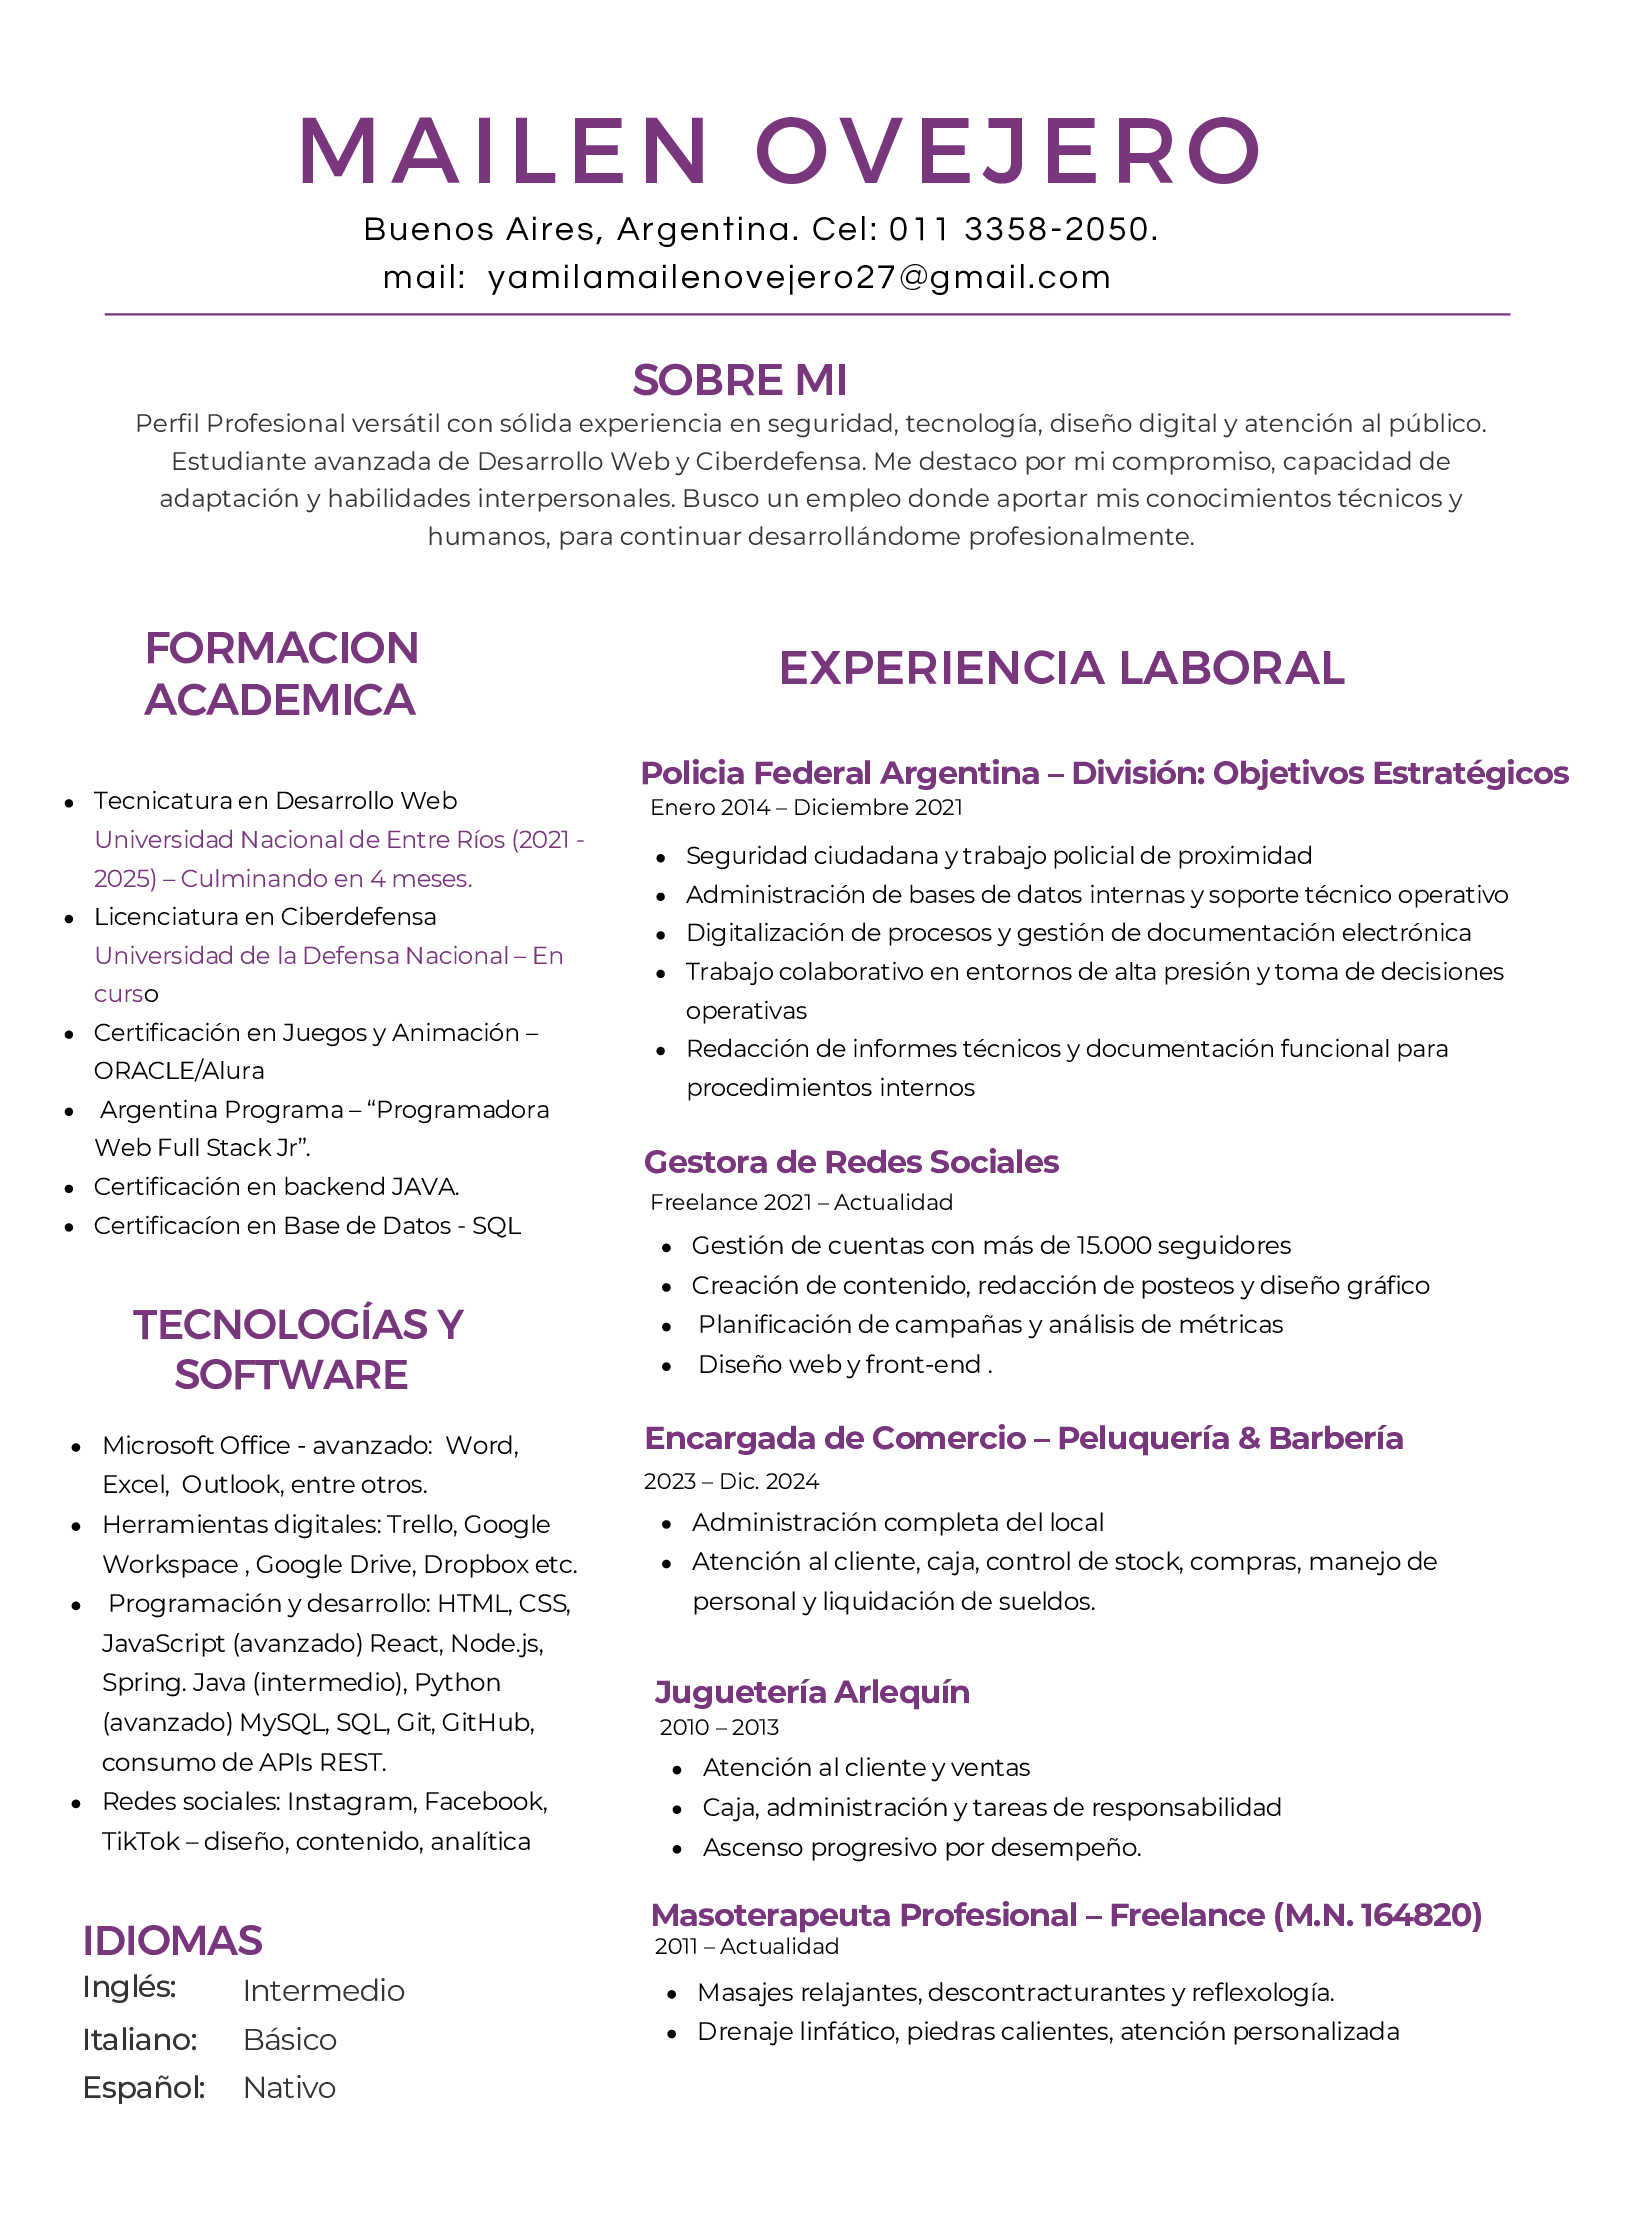 MAILEN OVEJERO
Buenos Aires, Argentina. Cel: 011 3358-2050.
mail: yamilamailenovejero27@gmail.com
SOBRE MI
Perfil Profesional versátil con sólida experiencia en seguridad, tecnología, diseño digital y atención al público.
Estudiante avanzada de Desarrollo Web y Ciberdefensa. Me destaco por mi compromiso, capacidad de
adaptación y habilidades interpersonales. Busco un empleo donde aportar mis conocimientos técnicos y
humanos, para continuar desarrollándome profesionalmente.
FORMACION
ACADEMICA
• Tecnicatura en Desarrollo Web
Universidad Nacional de Entre Ríos (2021 -
2025) – Culminando en 4 meses.
• Licenciatura en Ciberdefensa
Universidad de la Defensa Nacional – En
curso
• Certificación en Juegos y Animación –
ORACLE/Alura
• Argentina Programa – “Programadora
Web Full Stack Jr”.
• Certificación en backend JAVA.
• Certificacíon en Base de Datos - SQL
TECNOLOGÍAS Y
SOFTWARE
• Microsoft Office - avanzado: Word,
Excel, Outlook, entre otros.
• Herramientas digitales: Trello, Google
Workspace , Google Drive, Dropbox etc.
• Programación y desarrollo: HTML, CSS,
JavaScript (avanzado) React, Node.js,
Spring. Java (intermedio), Python
(avanzado) MySQL, SQL, Git, GitHub,
consumo de APIs REST.
• Redes sociales: Instagram, Facebook,
TikTok – diseño, contenido, analítica
IDIOMAS
Inglés: Intermedio
Italiano: Básico
Español: Nativo
EXPERIENCIA LABORAL
Policia Federal Argentina – División: Objetivos Estratégicos
Enero 2014 – Diciembre 2021
• Seguridad ciudadana y trabajo policial de proximidad
• Administración de bases de datos internas y soporte técnico operativo
• Digitalización de procesos y gestión de documentación electrónica
• Trabajo colaborativo en entornos de alta presión y toma de decisiones
operativas
• Redacción de informes técnicos y documentación funcional para
procedimientos internos
Gestora de Redes Sociales
Freelance 2021 – Actualidad
• Gestión de cuentas con más de 15.000 seguidores
• Creación de contenido, redacción de posteos y diseño gráfico
• Planificación de campañas y análisis de métricas
• Diseño web y front-end .
Encargada de Comercio – Peluquería & Barbería
2023 – Dic. 2024
• Administración completa del local
• Atención al cliente, caja, control de stock, compras, manejo de
personal y liquidación de sueldos.
Juguetería Arlequín
2010 – 2013
• Atención al cliente y ventas
• Caja, administración y tareas de responsabilidad
• Ascenso progresivo por desempeño.
Masoterapeuta Profesional – Freelance (M.N. 164820)
2011 – Actualidad
• Masajes relajantes, descontracturantes y reflexología.
• Drenaje linfático, piedras calientes, atención personalizada